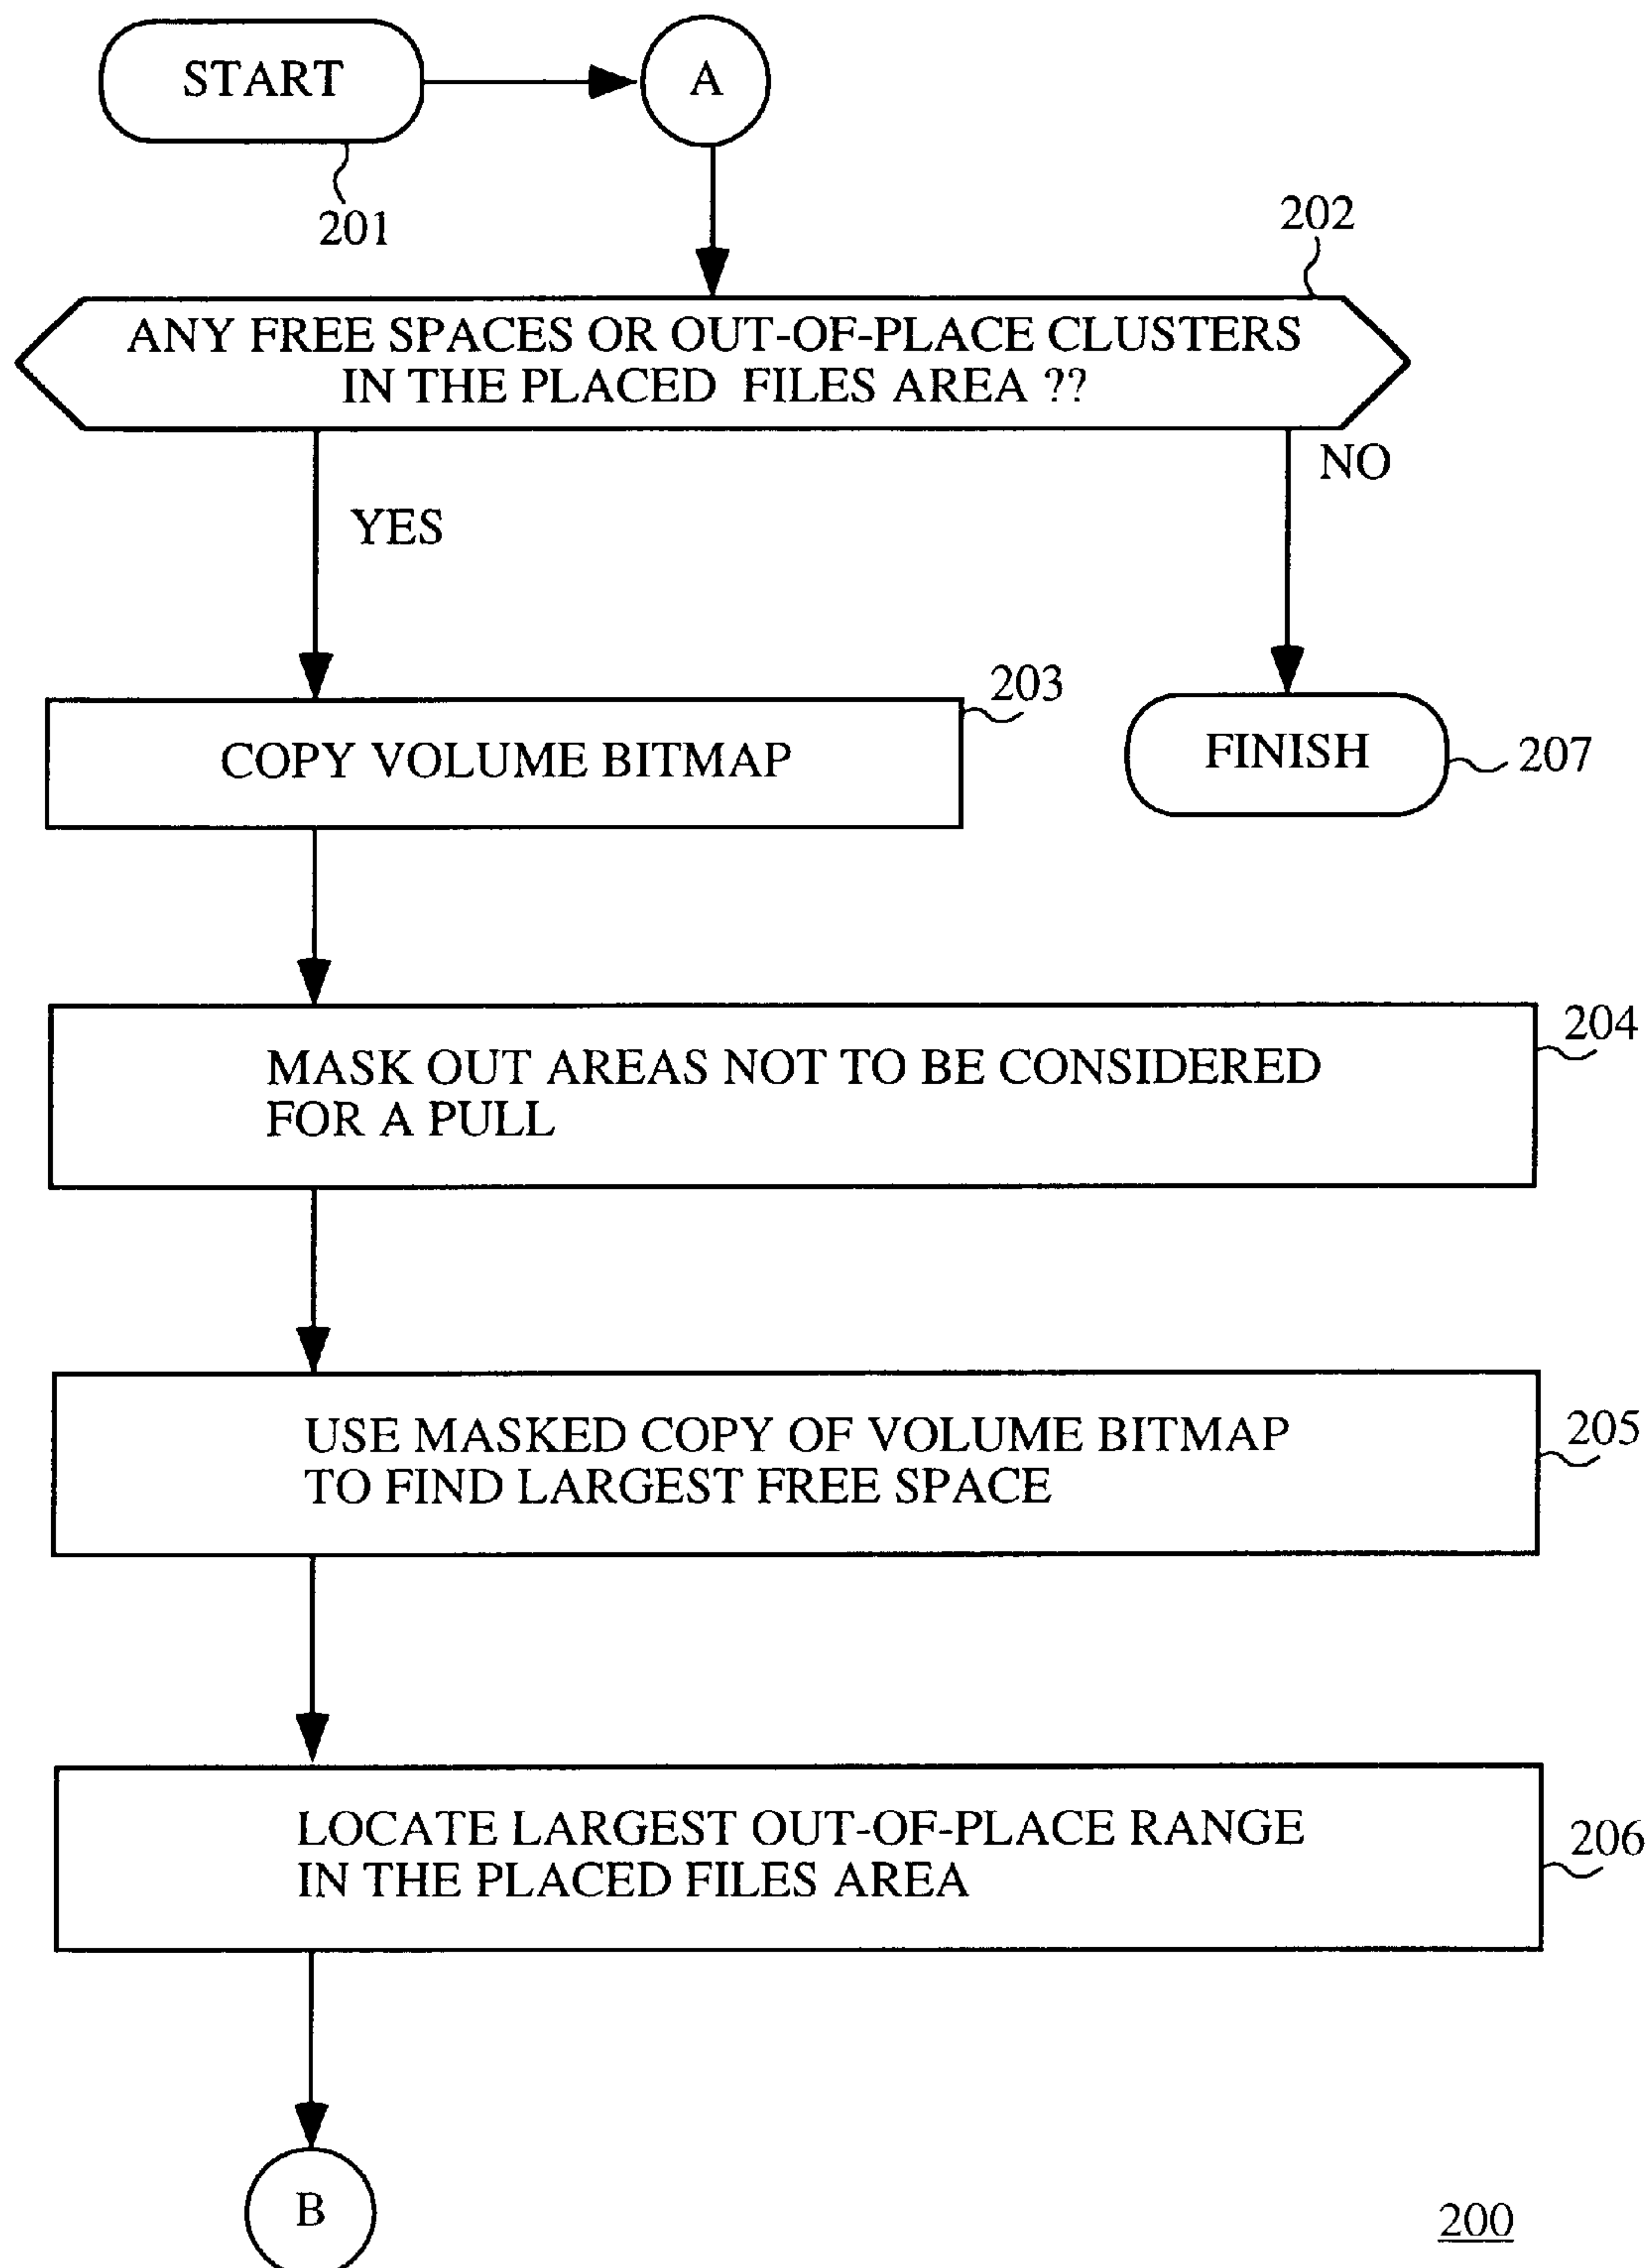 START
A
201
202
ANY FREE SPACES OR OUT-OF-PLACE CLUSTERS
IN THE PLACED FILES AREA ??
NO
YES
203
COPY VOLUME BITMAP
FINISH
207
204
MASK OUT AREAS NOT TO BE CONSIDERED
FOR A PULL
205
USE MASKED COPY OF VOLUME BITMAP
TO FIND LARGEST FREE SPACE
206
LOCATE LARGEST OUT-OF-PLACE RANGE
IN THE PLACED FILES AREA
B
200